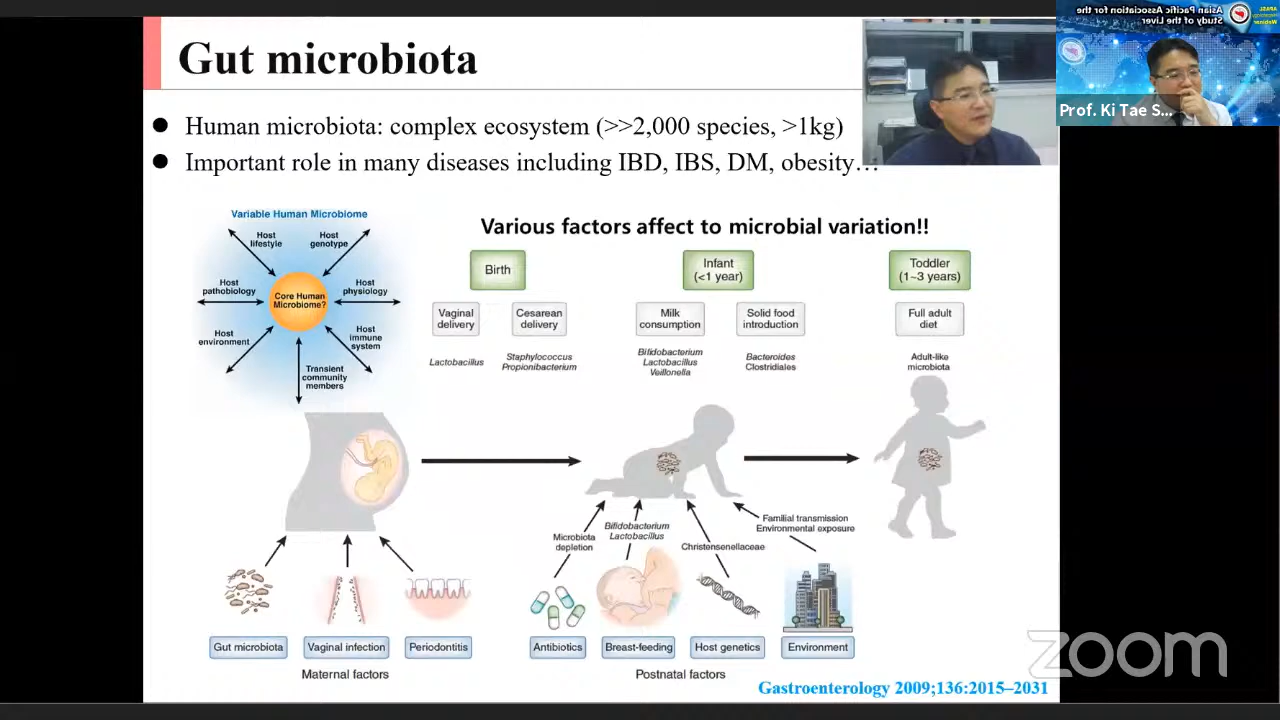 Gut microbiota
Human microbiota: complex ecosystem (>>2,000 species, >1kg)
Important role in many diseases including IBD, IBS, DM, obesity…
Asian Pacific Association for the
Study of the Liver
APASL
Webinar
Prof. Ki Tae S...
Variable Human Microbiome
Host
lifestyle
Host
genotype
Host
pathobiology
Core Human
Microbiome?
Host
physiology
Host
environment
Host
immune
system
Transient
community
members
Various factors affect to microbial variation!!
Birth
Infant
(<1 year)
Toddler
(1~3 years)
Vaginal
delivery
Cesarean
delivery
Milk
consumption
Solid food
introduction
Full adult
diet
Lactobacillus
Staphylococcus
Propionibacterium
Bifidobacterium
Lactobacillus
Veillonella
Bacteroides
Clostridiales
Adult-like
microbiota
Microbiota
depletion
Bifidobacterium
Lactobacillus
Christensenellaceae
Familial transmission
Environmental exposure
Gut microbiota
Vaginal infection
Periodontitis
Antibiotics
Breast-feeding
Host genetics
Environment
Maternal factors
Postnatal factors
Gastroenterology 2009;136:2015–2031
zoom